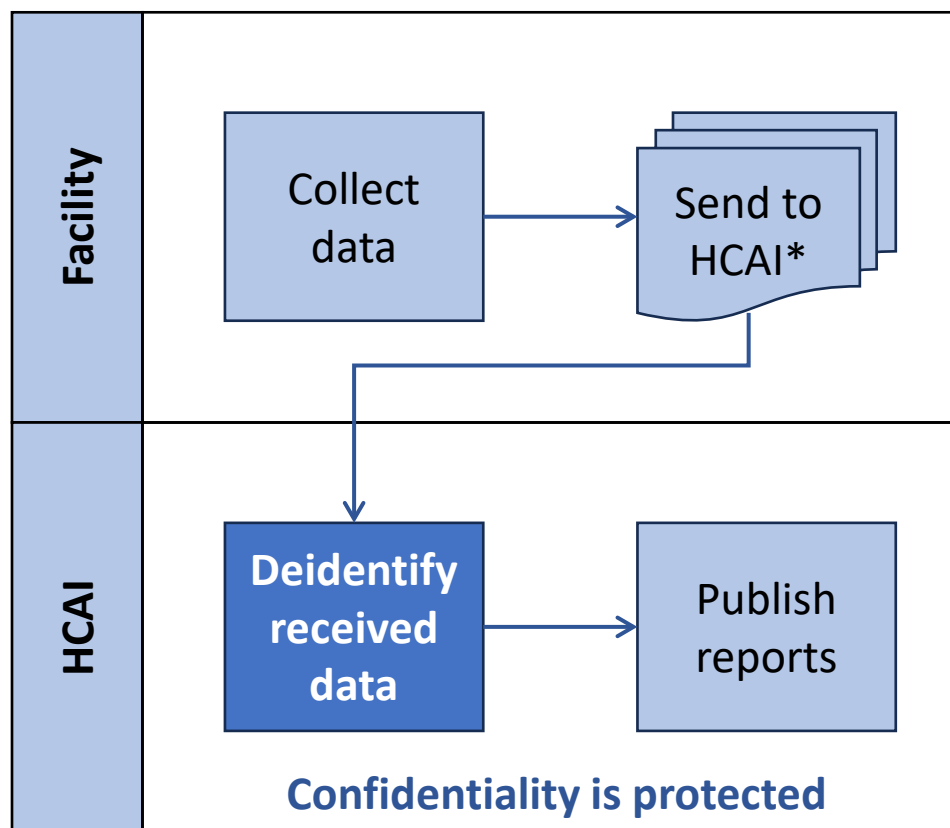 Facility
Collect
data
Send to
HCAI*
HCAI
Deidentify
received
data
Publish
reports
Confidentiality is protected